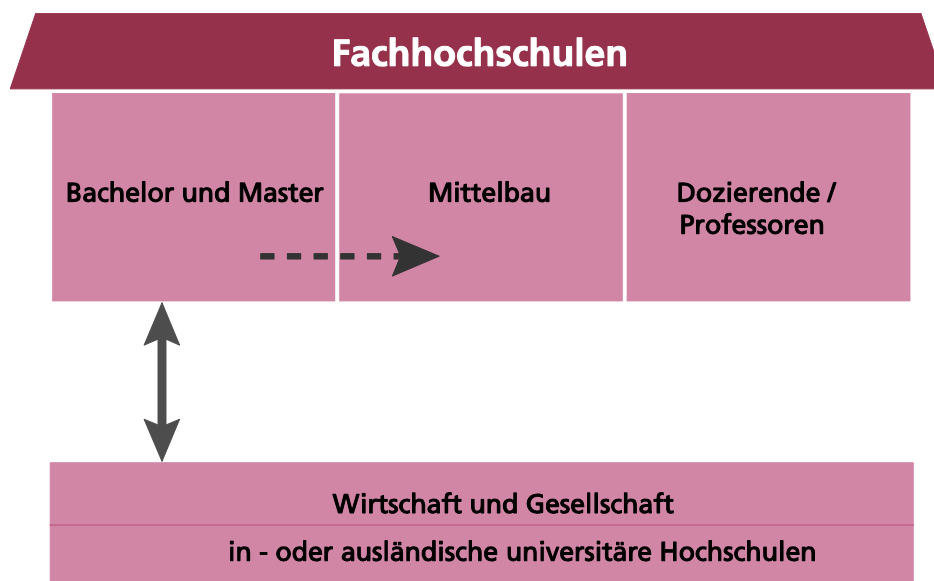 Fachhochschulen
Bachelor und Master
Mittelbau
Dozierende /
Professoren
Wirtschaft und Gesellschaft
in - oder ausländische universitäre Hochschulen